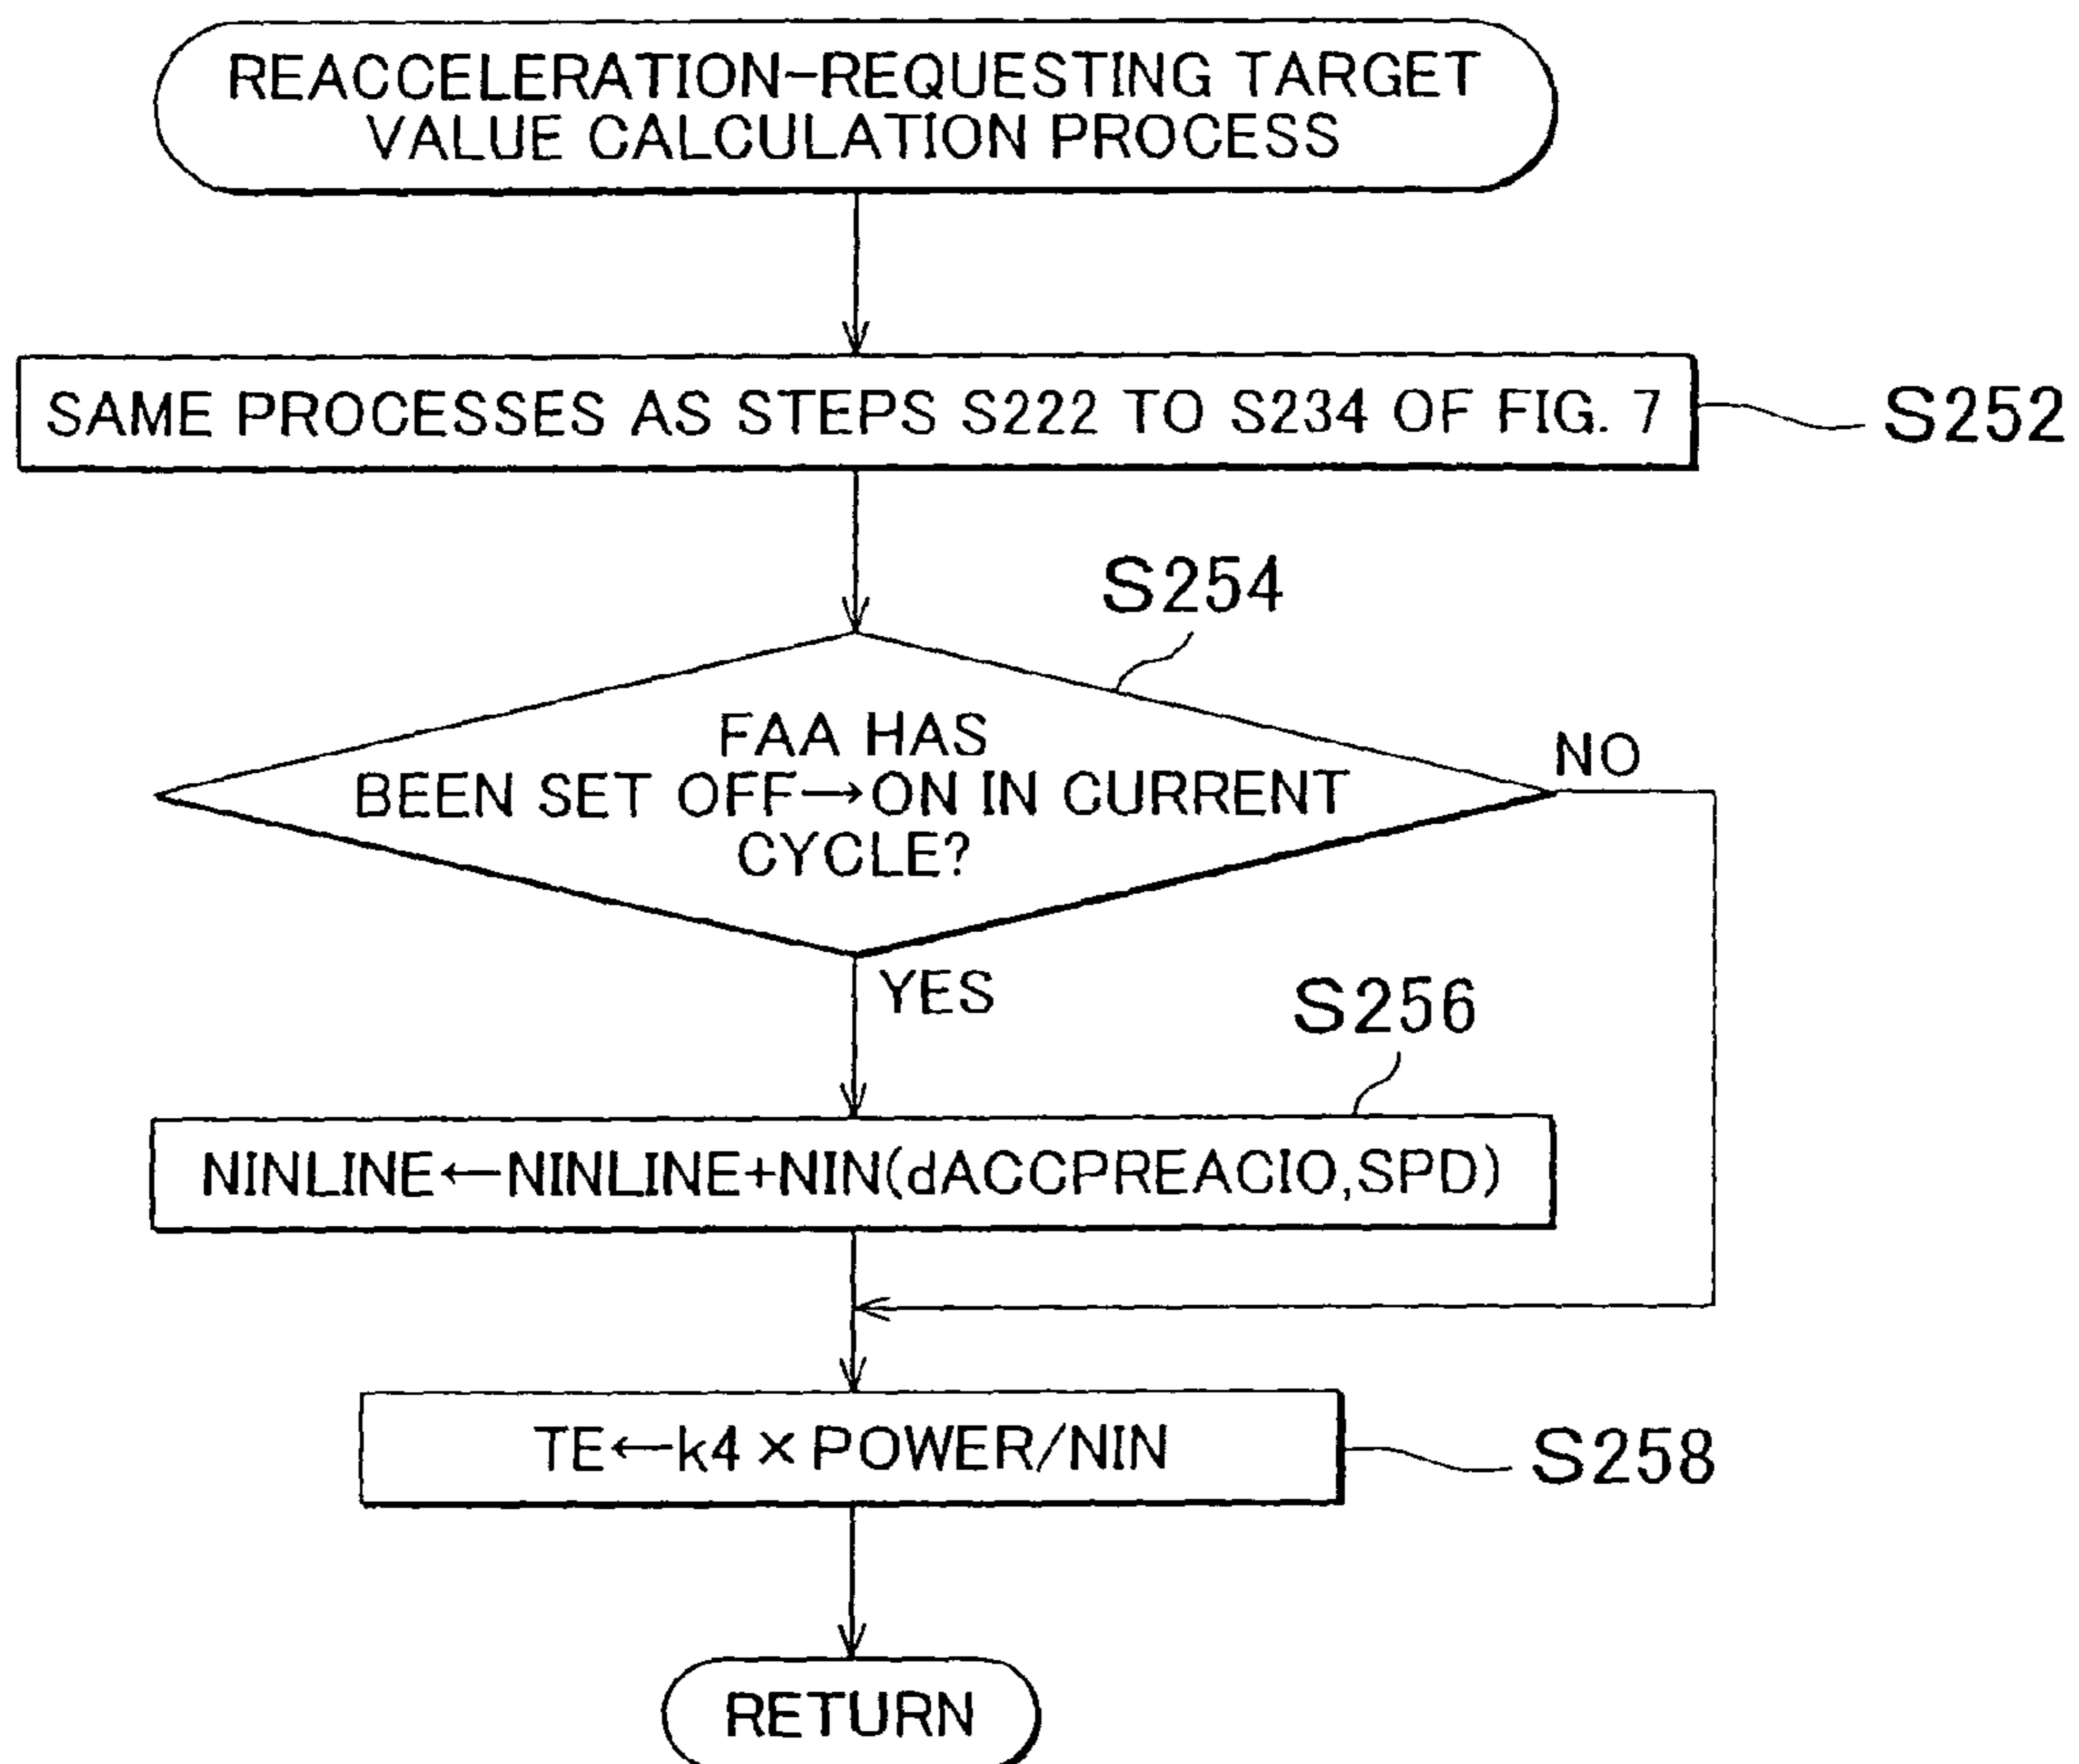 REACCELERATION-REQUESTING TARGET
VALUE CALCULATION PROCESS
SAME PROCESSES AS STEPS S222 TO S234 OF FIG. 7
S252
S254
FAA HAS
BEEN SET OFF→ON IN CURRENT
CYCLE?
NO
YES
S256
NINLINE←NINLINE+NIN(dACCPREACIO,SPD)
TE←k4×POWER/NIN
S258
RETURN